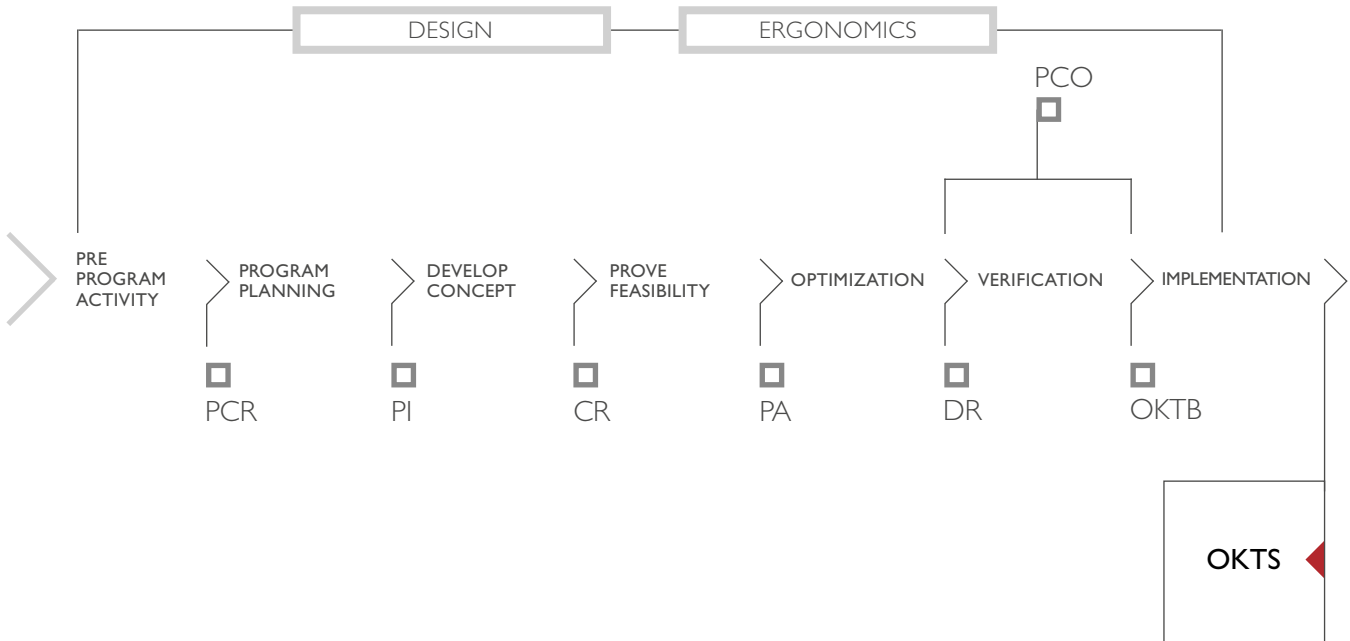 DESIGN
ERGONOMICS
PCO
PRE
PROGRAM
ACTIVITY
PROGRAM
PLANNING
DEVELOP
CONCEPT
PROVE
FEASIBILITY
OPTIMIZATION
VERIFICATION
IMPLEMENTATION
PCR
PI
CR
PA
DR
OKTB
OKTS